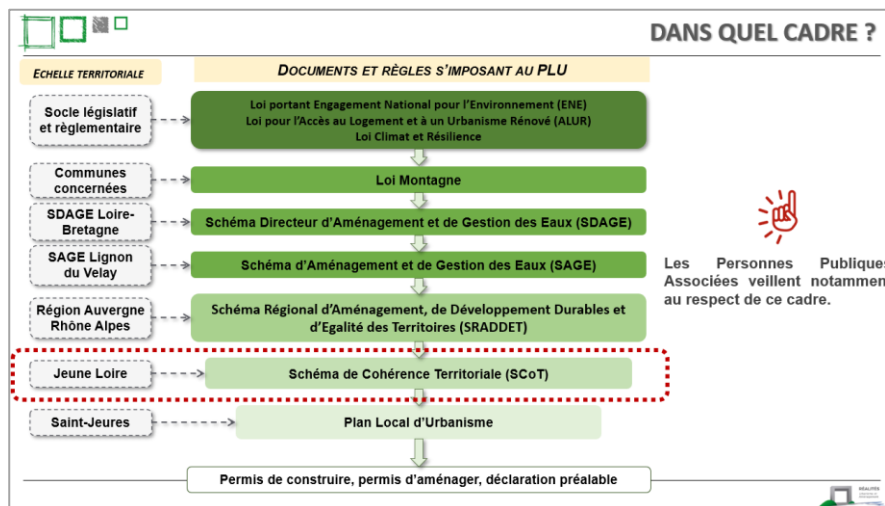 DANS QUEL CADRE ?
ECHELLE TERRITORIALE
DOCUMENTS ET RÈGLES S'IMPOSANT AU PLU
Socle législatif
et règlementaire
Loi portant Engagement National pour l'Environnement (ENE)
Loi pour l'Accès au Logement et à un Urbanisme Rénové (ALUR)
Loi Climat et Résilience
Communes
concernées
Loi Montagne
SDAGE Loire-
Bretagne
Schéma Directeur d'Aménagement et de Gestion des Eaux (SDAGE)
SAGE Lignon
du Velay
Schéma d'Aménagement et de Gestion des Eaux (SAGE)
Région Auvergne
Rhône Alpes
Schéma Régional d'Aménagement, de Développement Durables et
d'Egalité des Territoires (SRADDET)
Jeune Loire
Schéma de Cohérence Territoriale (SCoT)
Saint-Jeures
Plan Local d'Urbanisme
Permis de construire, permis d'aménager, déclaration préalable
Les Personnes Publiques
Associées veillent notammen
au respect de ce cadre.
RÉALITÉS